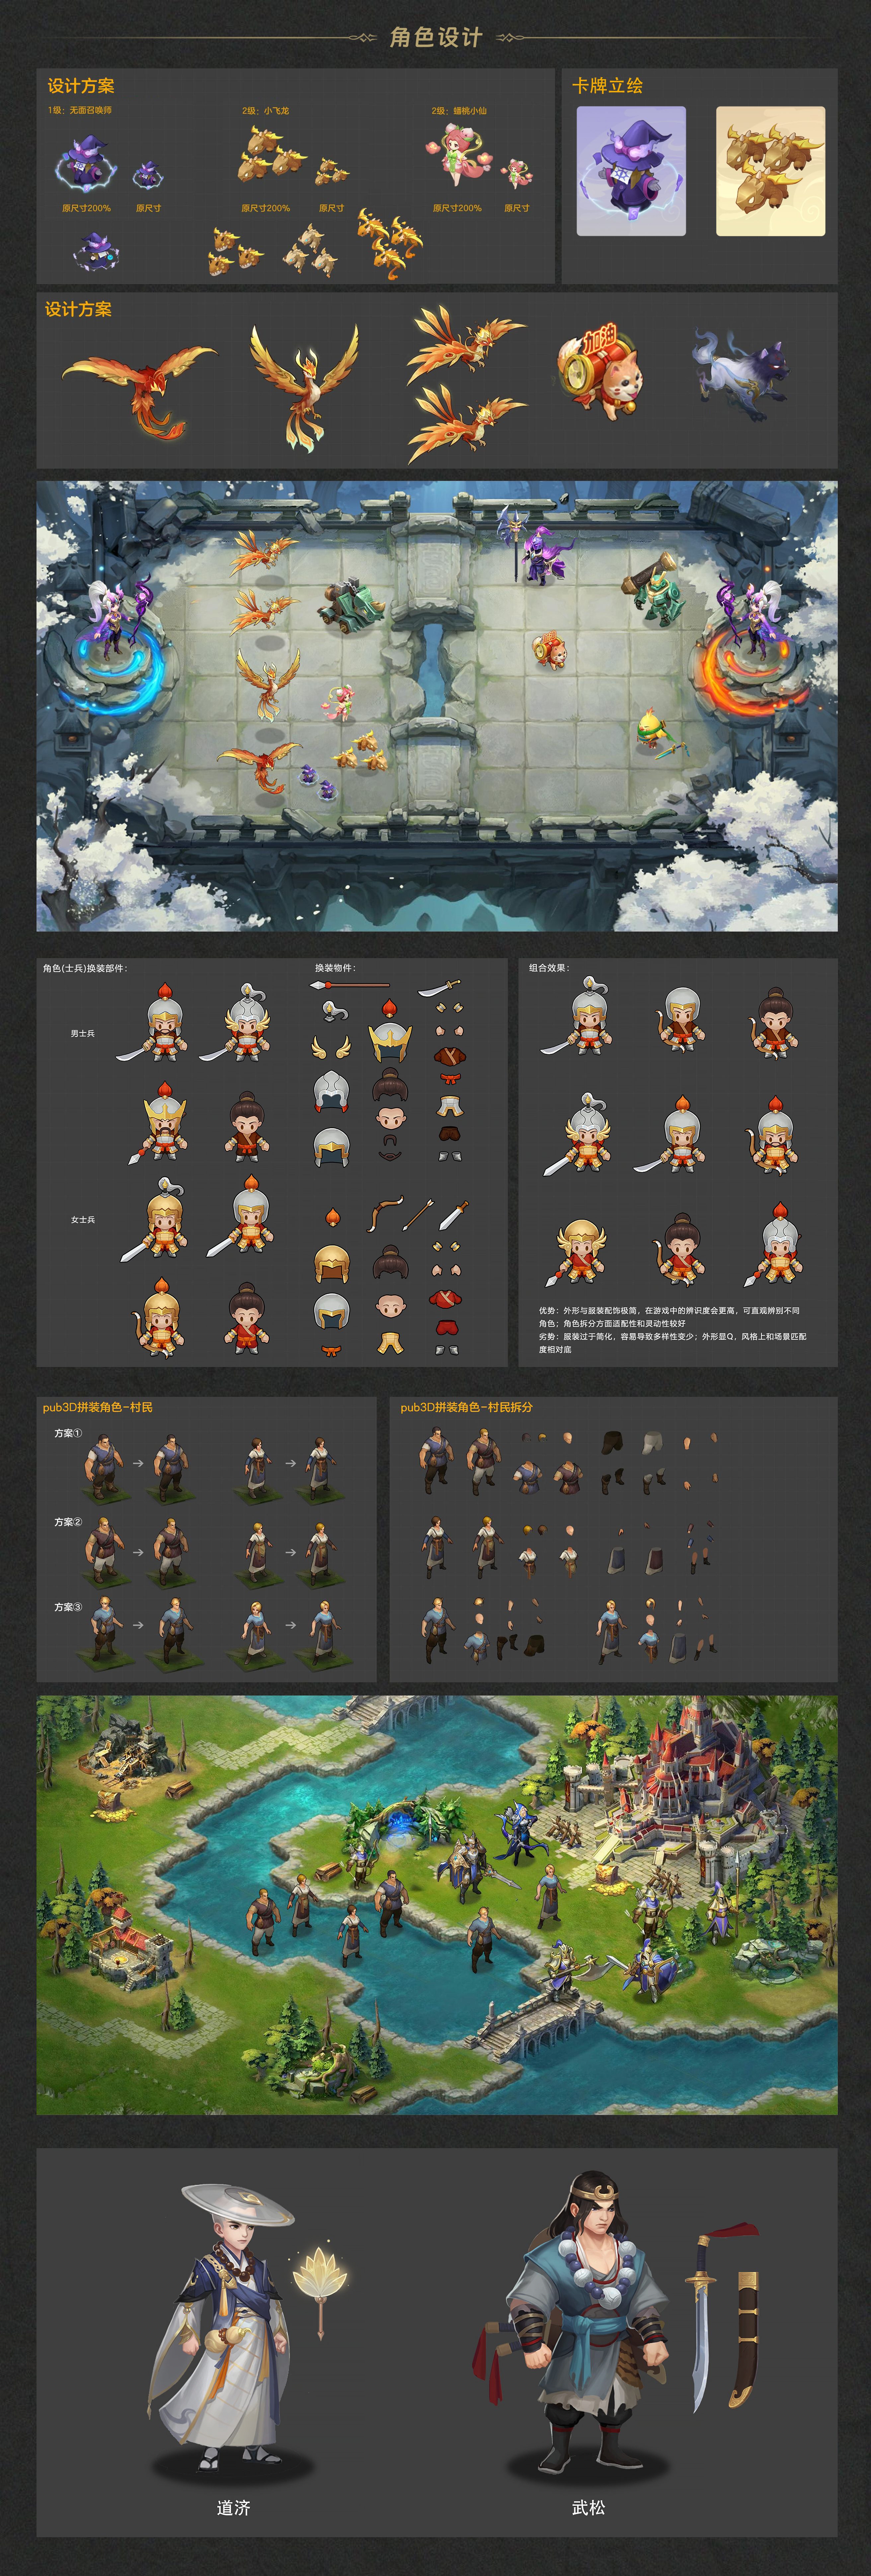 角色设计
设计方案
1级：无面召唤师
2级：小飞龙
2级：蟠桃小仙
原尺寸200%
原尺寸
原尺寸200%
原尺寸
原尺寸200%
原尺寸
卡牌立绘
设计方案
加油
角色(士兵)换装部件：
换装物件：
男士兵
女士兵
组合效果：
优势：外形与服装配饰极简，在游戏中的辨识度会更高，可直观辨别不同
角色；角色拆分方面适配性和灵动性较好
劣势：服装过于简化，容易导致多样性变少；外形显Q，风格上和场景匹配
度相对底
pub3D拼装角色-村民
方案①
方案②
方案③
pub3D拼装角色-村民拆分
道济
武松